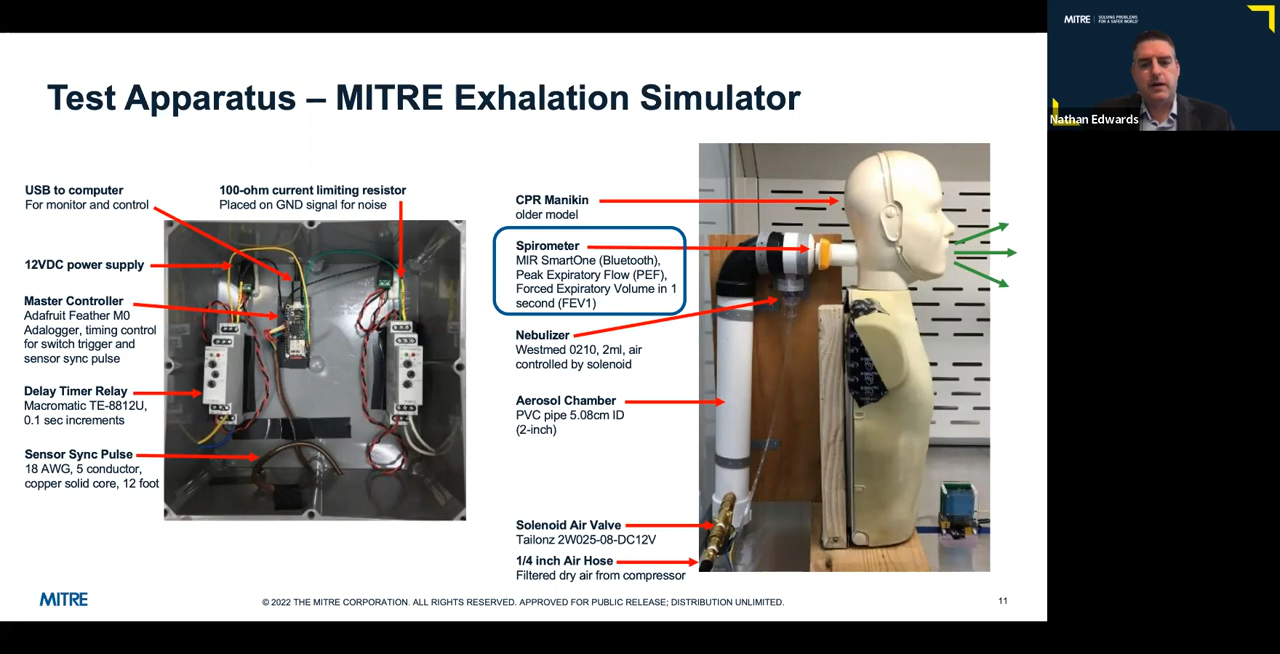 Test Apparatus – MITRE Exhalation Simulator
USB to computer
For monitor and control
100-ohm current limiting resistor
Placed on GND signal for noise
12VDC power supply
Master Controller
Adafruit Feather M0
Adalogger, timing control
for switch trigger and
sensor sync pulse
Delay Timer Relay
Macromatic TE-8812U,
0.1 sec increments
Sensor Sync Pulse
18 AWG, 5 conductor,
copper solid core, 12 foot
CPR Manikin
older model
Spirometer
MIR SmartOne (Bluetooth),
Peak Expiratory Flow (PEF),
Forced Expiratory Volume in 1
second (FEV1)
Nebulizer
Westmed 0210, 2ml, air
controlled by solenoid
Aerosol Chamber
PVC pipe 5.08cm ID
(2-inch)
Solenoid Air Valve
Tailonz 2W025-08-DC12V
1/4 inch Air Hose
Filtered dry air from compressor
MITRE
© 2022 THE MITRE CORPORATION. ALL RIGHTS RESERVED. APPROVED FOR PUBLIC RELEASE; DISTRIBUTION UNLIMITED.
11
MITRE
SOLVING PROBLEMS
FOR A SAFER WORLD
Nathan Edwards